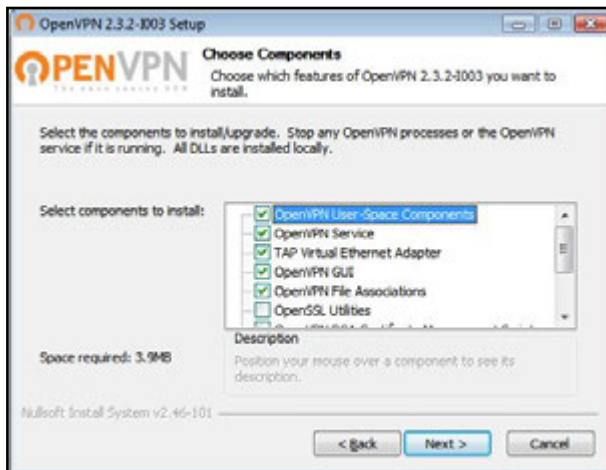 OpenVPN 2.3.2-I003 Setup
OPENVPN
Choose Components
Choose which features of OpenVPN 2.3.2-I003 you want to
install.
Select the components to install/upgrade. Stop any OpenVPN processes or the OpenVPN
service if it is running. All DLLs are installed locally.
Select components to install:
OpenVPN User-Space Components
OpenVPN Service
TAP Virtual Ethernet Adapter
OpenVPN GUI
OpenVPN File Associations
OpenSSL Utilities
Description
Space required: 3.9MB
Position your mouse over a component to see its
description.
Nullsoft Install System v2.46-101
< Back
Next >
Cancel